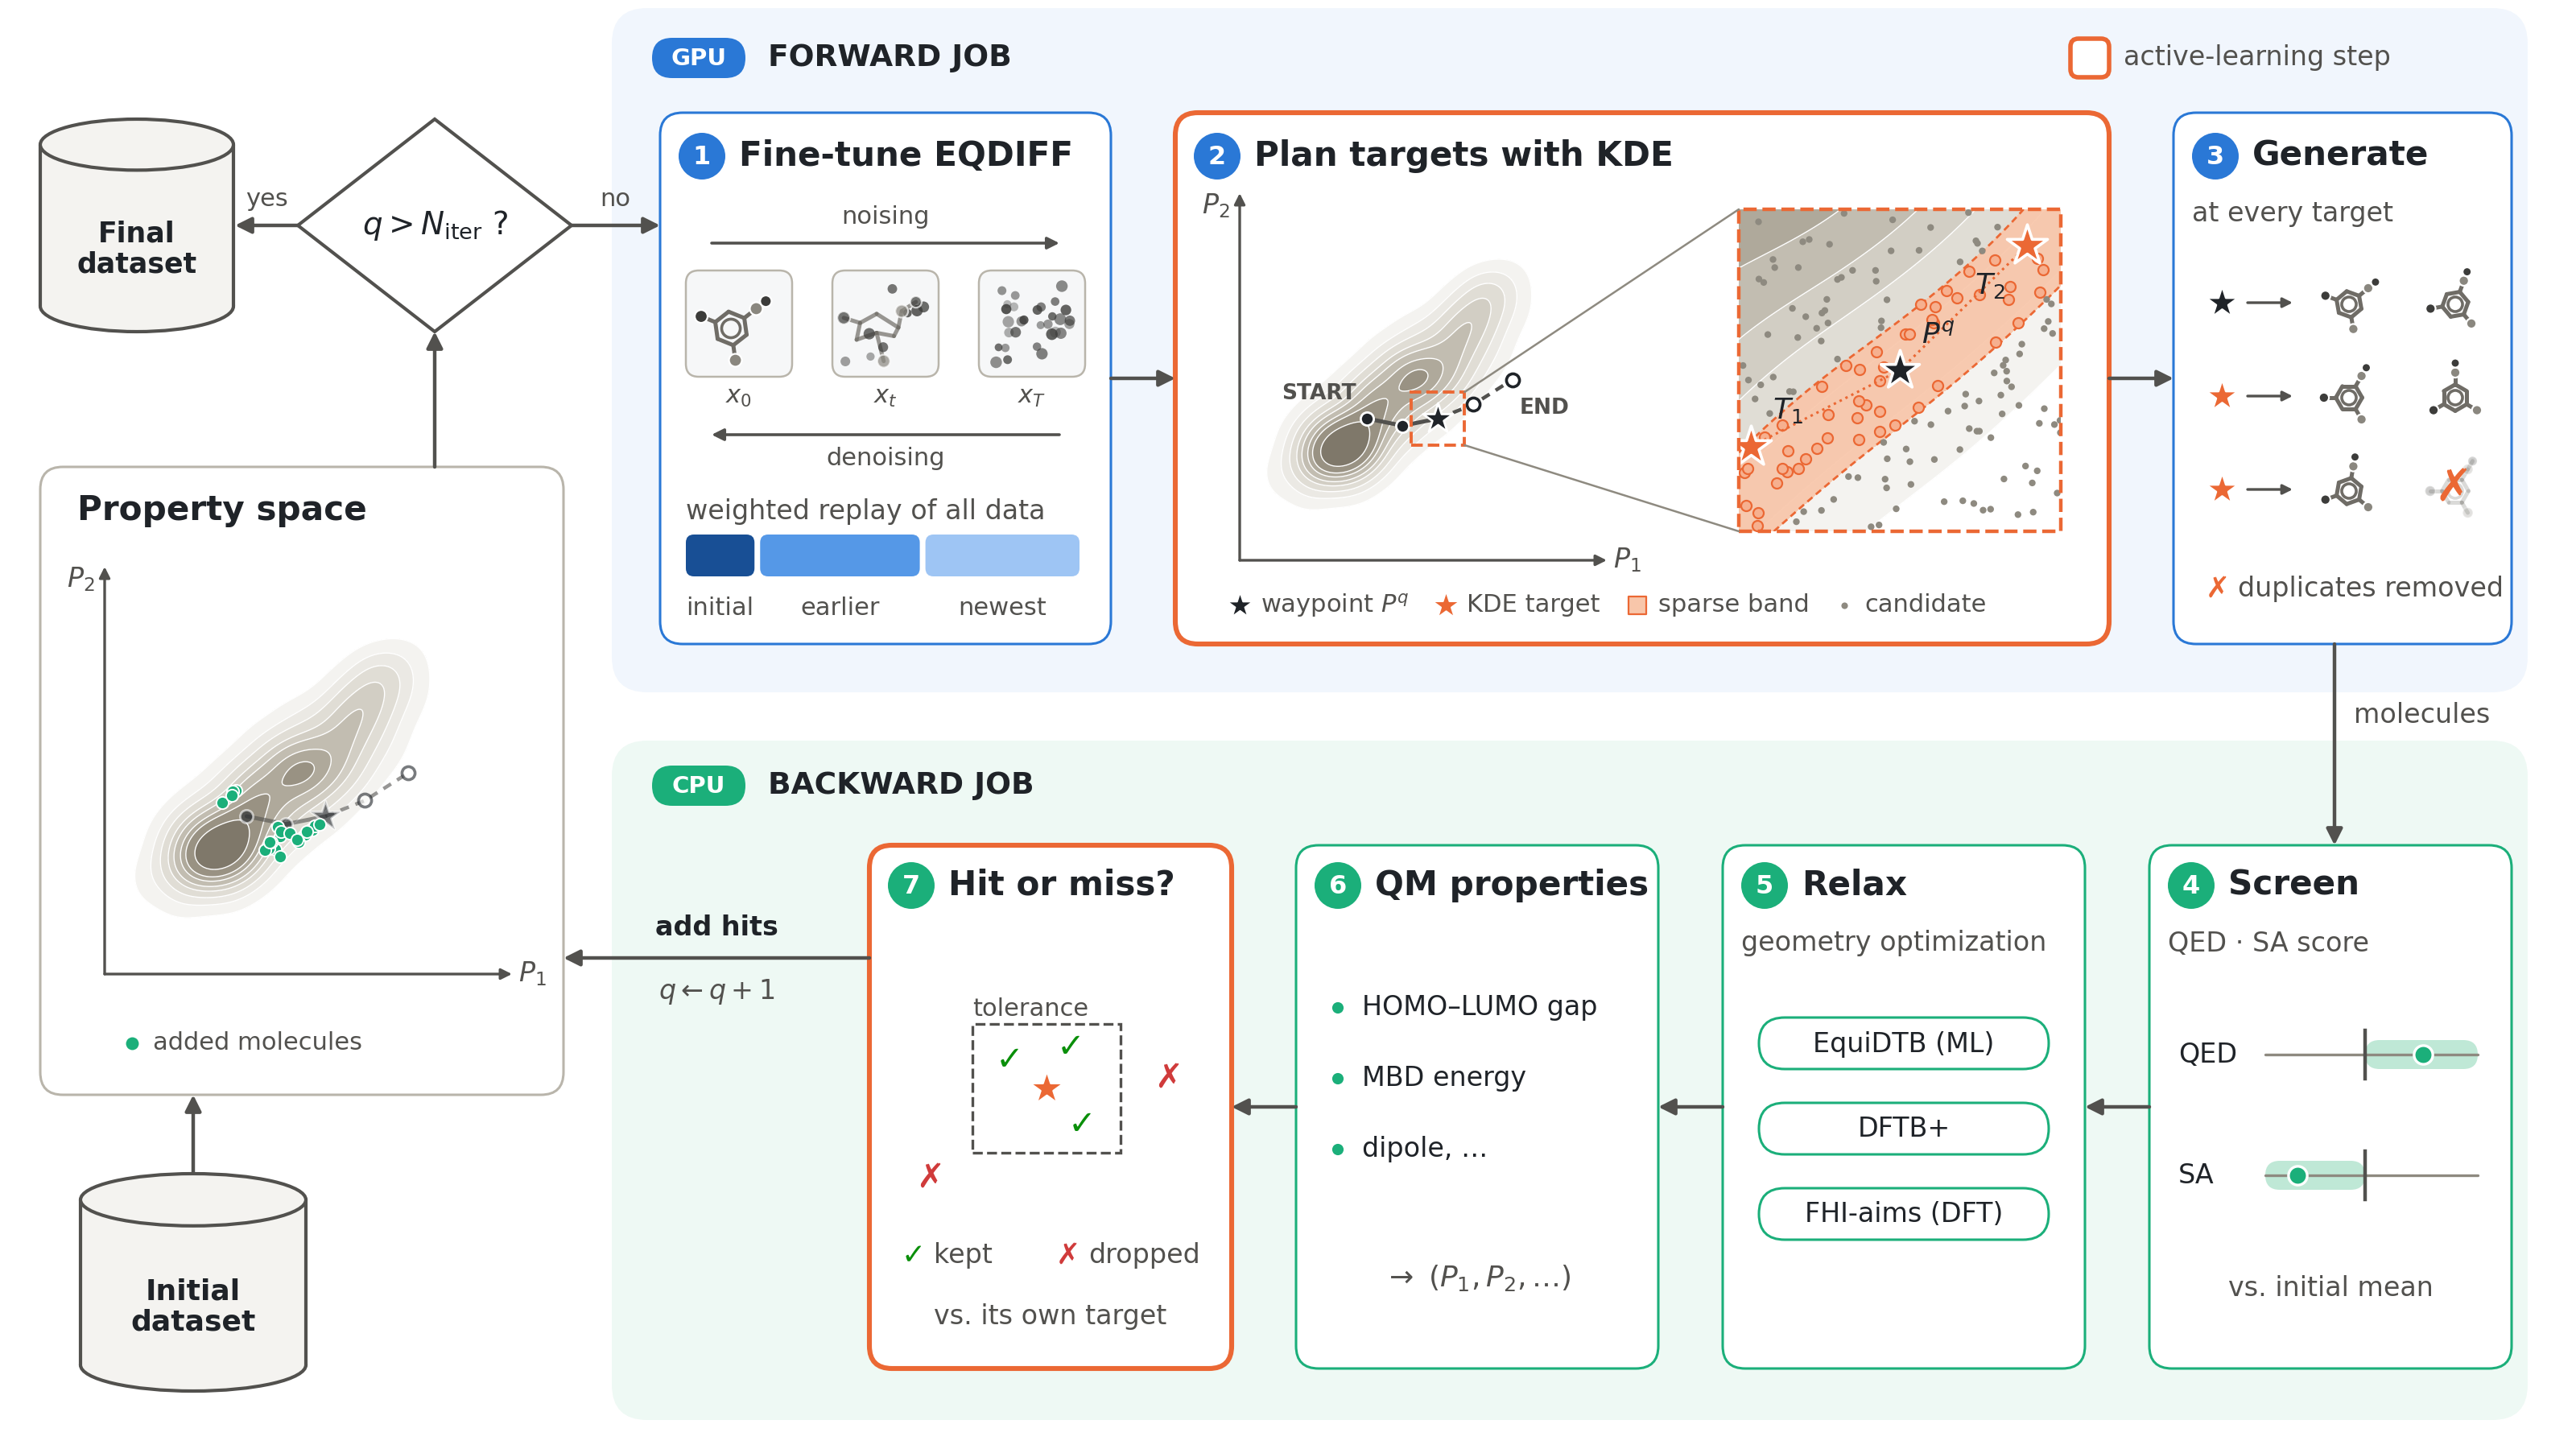 GPU FORWARD JOB
active-learning step
Final
dataset
yes
q > N_iter ?
no
1 Fine-tune EQDIFF
noising
x_0 x_t x_T
denoising
weighted replay of all data
initial earlier newest
2 Plan targets with KDE
P_2
START
END
P_1
T_2
P^q
T_1
★ waypoint P^q ★ KDE target sparse band candidate
3 Generate
at every target
✗ duplicates removed
molecules
Property space
P_2
P_1
added molecules
Initial
dataset
CPU BACKWARD JOB
add hits
q ← q + 1
7 Hit or miss?
tolerance
✓ kept ✗ dropped
vs. its own target
6 QM properties
• HOMO–LUMO gap
• MBD energy
• dipole, …
→ (P_1, P_2, …)
5 Relax
geometry optimization
EquiDTB (ML)
DFTB+
FHI-aims (DFT)
4 Screen
QED · SA score
QED
SA
vs. initial mean